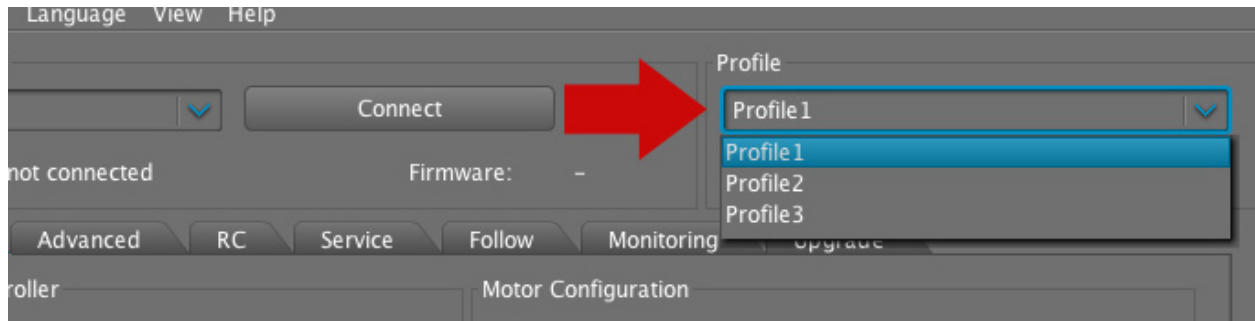 Language View Help
Profile
Connect
Profile1
Profile1
not connected
Firmware: -
Profile2
Profile3
Advanced RC Service Follow Monitoring Upgrade
roller
Motor Configuration